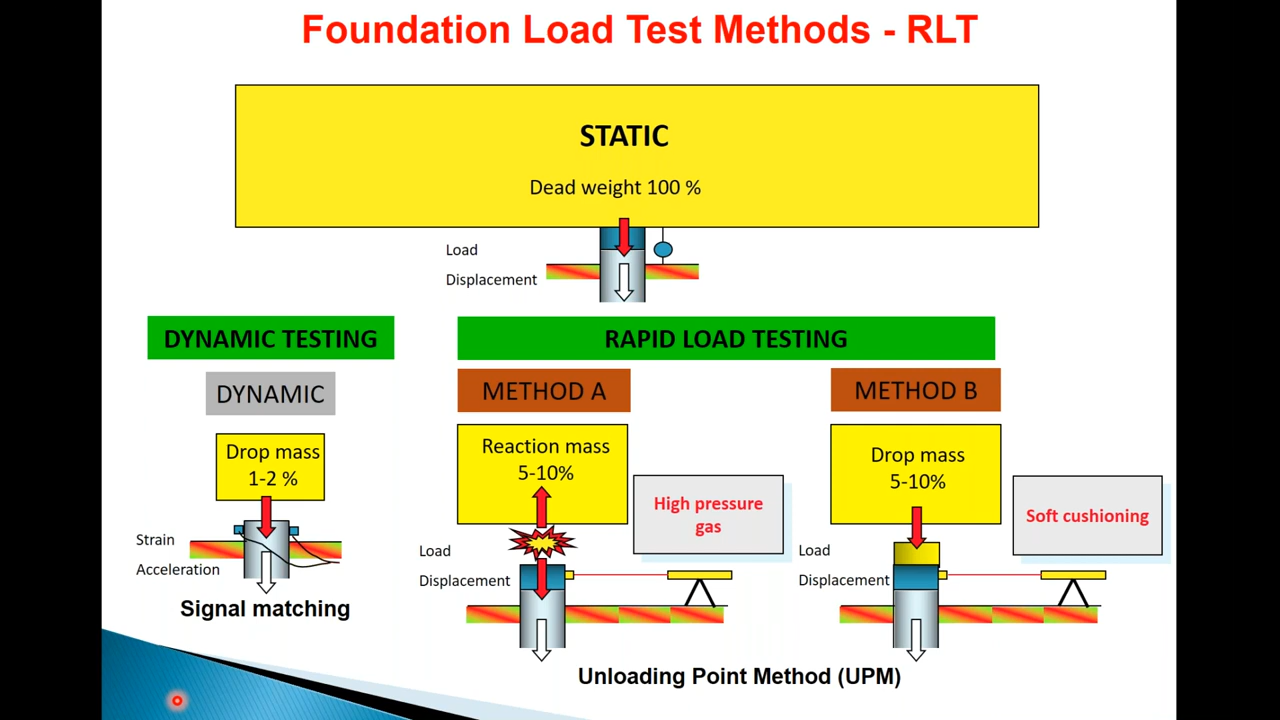 Foundation Load Test Methods - RLT
STATIC
Dead weight 100 %
Load
Displacement
DYNAMIC TESTING
DYNAMIC
Drop mass
1-2 %
Strain
Acceleration
Signal matching
RAPID LOAD TESTING
METHOD A
Reaction mass
5-10%
High pressure
gas
Load
Displacement
METHOD B
Drop mass
5-10%
Soft cushioning
Load
Displacement
Unloading Point Method (UPM)